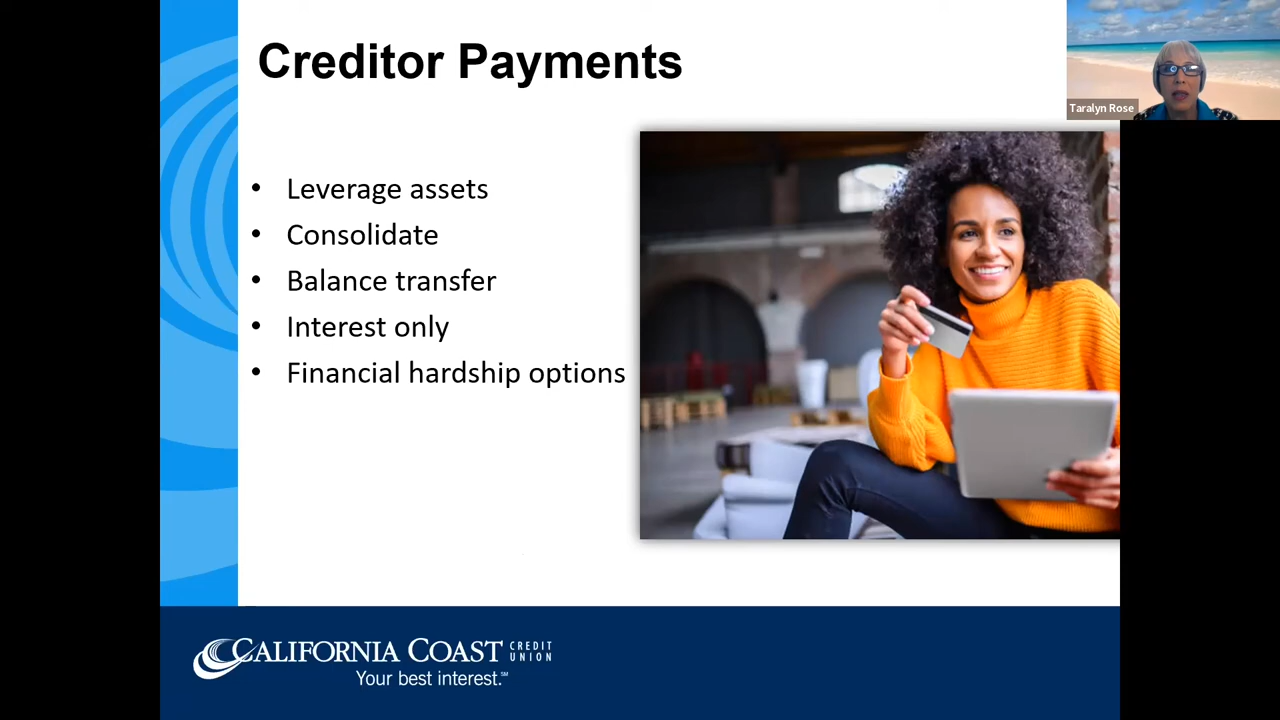 Creditor Payments
Taralyn Rose
• Leverage assets
• Consolidate
• Balance transfer
• Interest only
• Financial hardship options
CALIFORNIA COAST CREDIT UNION
Your best interest.℠